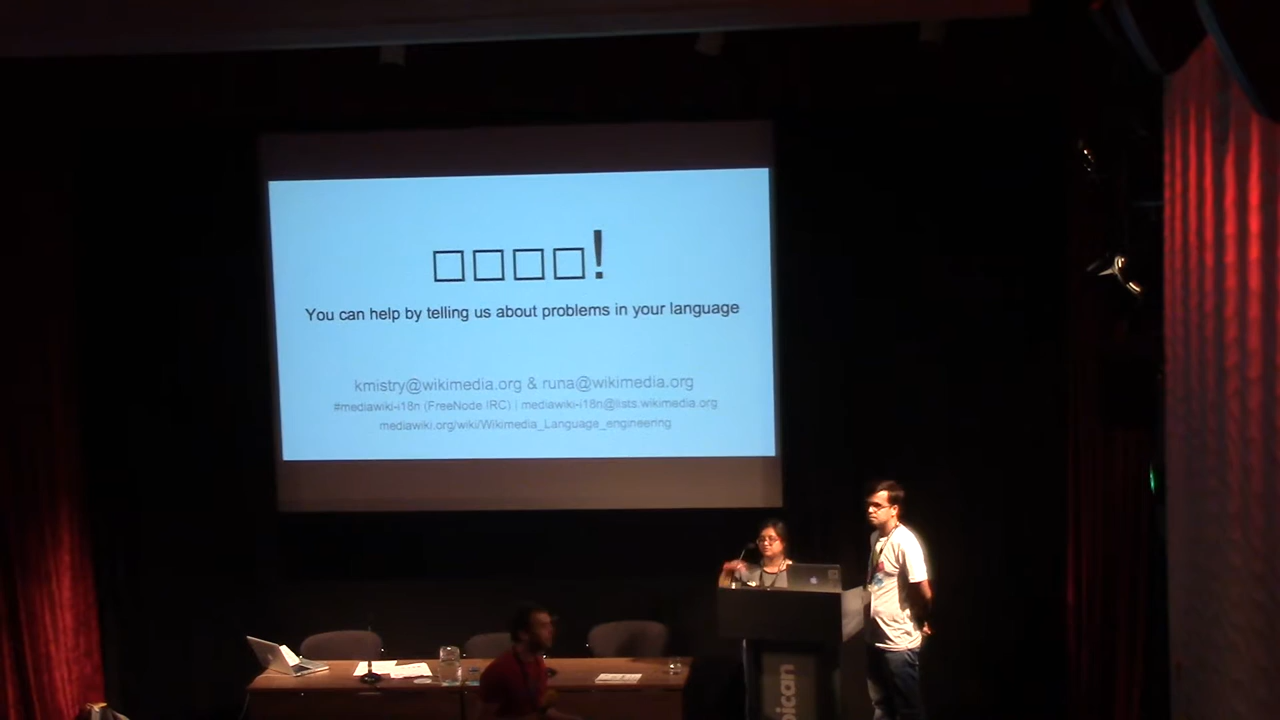 □□□□!
You can help by telling us about problems in your language
kmistry@wikimedia.org & runa@wikimedia.org
#mediawiki-i18n (FreeNode IRC) | mediawiki-i18n@lists.wikimedia.org
mediawiki.org/wiki/Wikimedia_Language_engineering
bican